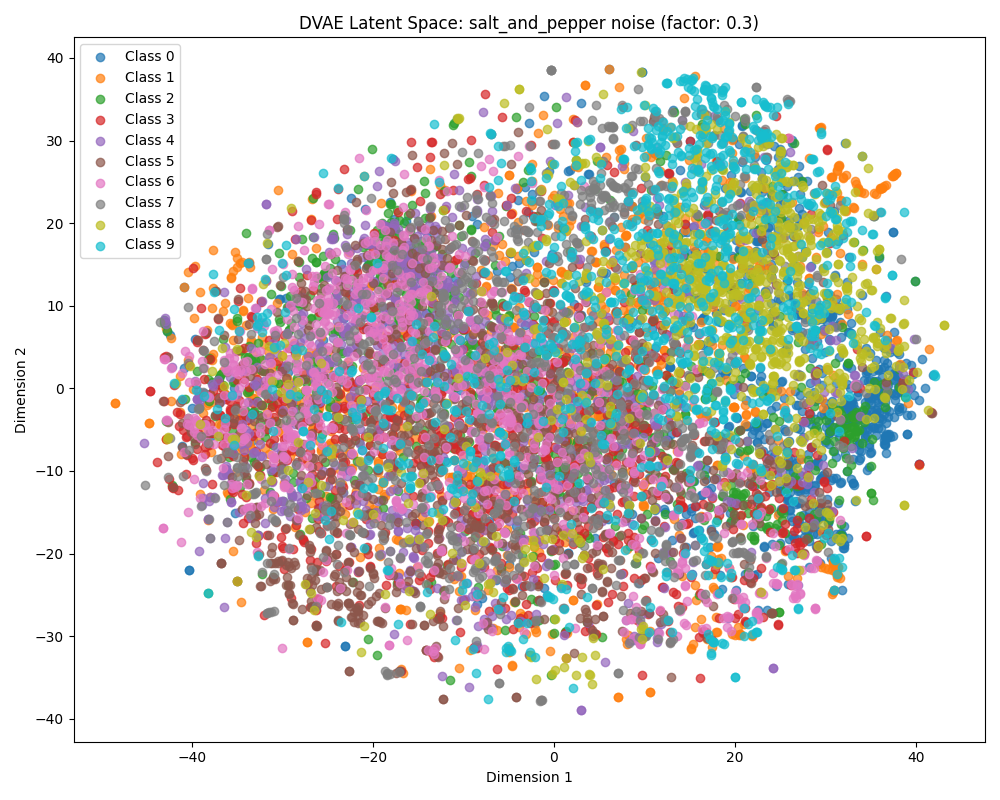 DVAE Latent Space: salt_and_pepper noise (factor: 0.3)
Class 0
Class 1
Class 2
Class 3
Class 4
Class 5
Class 6
Class 7
Class 8
Class 9
40
30
20
10
0
−10
−20
−30
−40
Dimension 2
−40 −20 0 20 40
Dimension 1